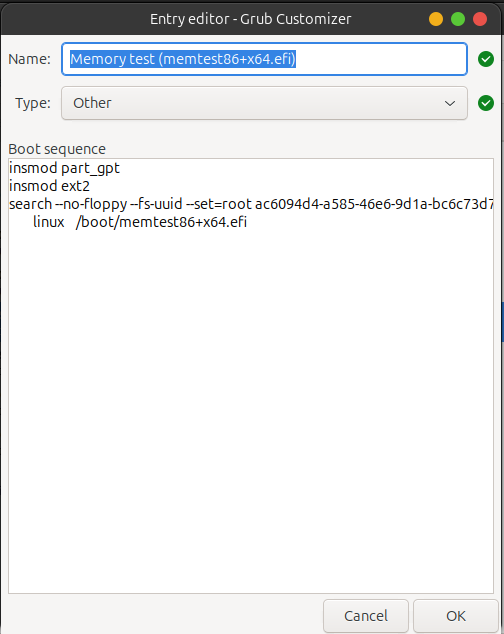 Entry editor - Grub Customizer
Name: Memory test (memtest86+x64.efi)
Type: Other
Boot sequence
insmod part_gpt
insmod ext2
search --no-floppy --fs-uuid --set=root ac6094d4-a585-46e6-9d1a-bc6c73d7
linux /boot/memtest86+x64.efi
Cancel OK